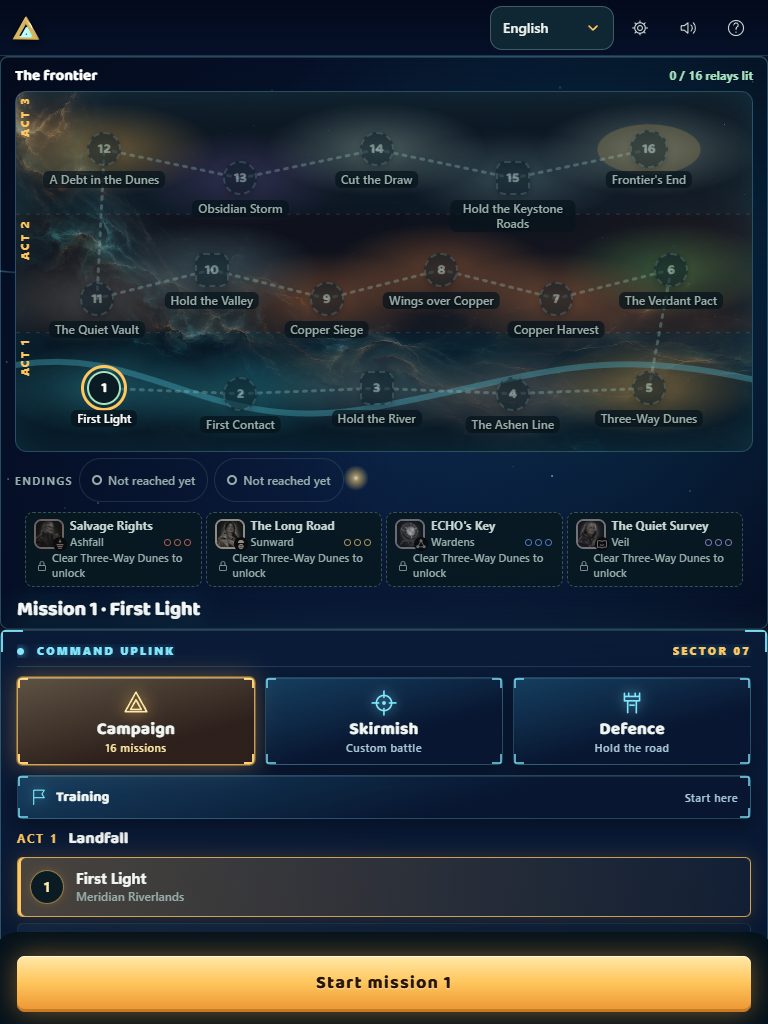 English
The frontier
0 / 16 relays lit
ACT 3
12
A Debt in the Dunes
13
Obsidian Storm
14
Cut the Draw
15
Hold the Keystone
Roads
16
Frontier's End
ACT 2
11
The Quiet Vault
10
Hold the Valley
9
Copper Siege
8
Wings over Copper
7
Copper Harvest
6
The Verdant Pact
ACT 1
1
First Light
2
First Contact
3
Hold the River
4
The Ashen Line
5
Three-Way Dunes
ENDINGS
Not reached yet
Not reached yet
Salvage Rights
Ashfall
Clear Three-Way Dunes to
unlock
The Long Road
Sunward
Clear Three-Way Dunes to
unlock
ECHO's Key
Wardens
Clear Three-Way Dunes to
unlock
The Quiet Survey
Veil
Clear Three-Way Dunes to
unlock
Mission 1 · First Light
COMMAND UPLINK
SECTOR 07
Campaign
16 missions
Skirmish
Custom battle
Defence
Hold the road
Training
Start here
ACT 1 Landfall
1
First Light
Meridian Riverlands
Start mission 1